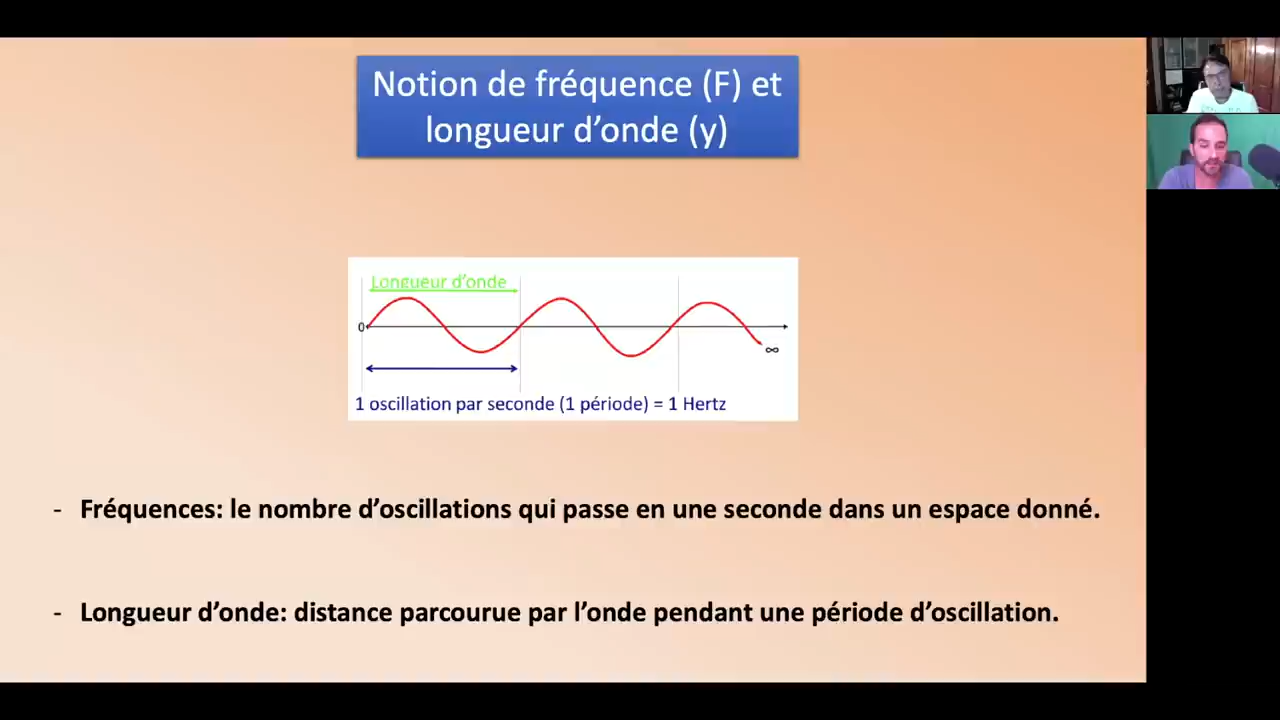 Notion de fréquence (F) et
longueur d’onde (y)
Longueur d’onde
0
∞
1 oscillation par seconde (1 période) = 1 Hertz
- Fréquences: le nombre d’oscillations qui passe en une seconde dans un espace donné.
- Longueur d’onde: distance parcourue par l’onde pendant une période d’oscillation.